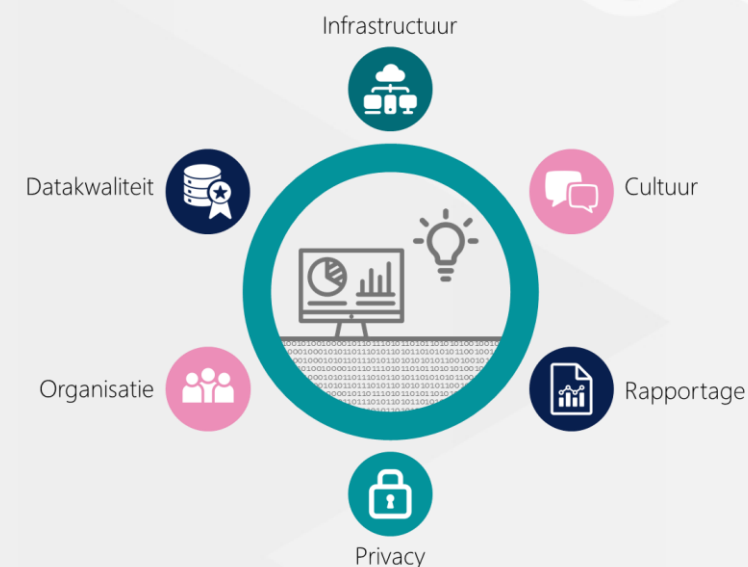 Infrastructuur
Datakwaliteit
Cultuur
Organisatie
Rapportage
Privacy